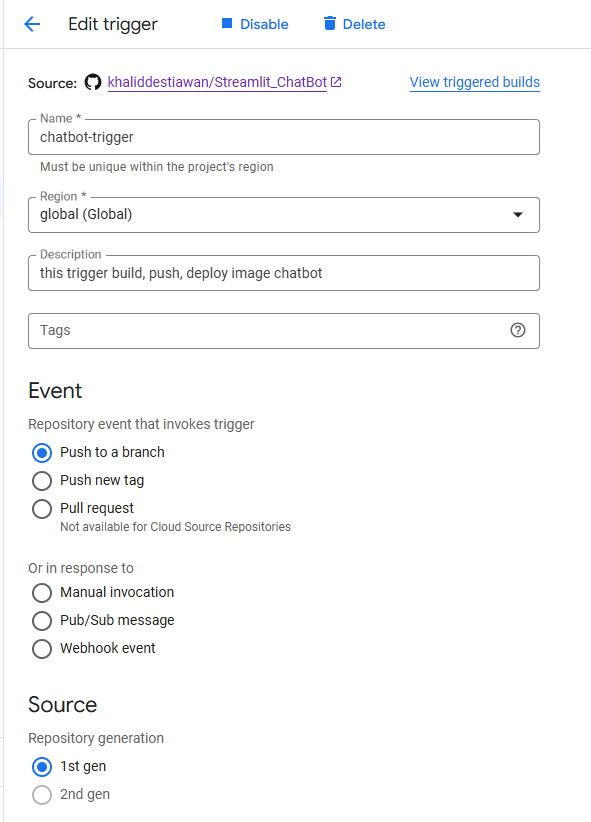 Edit trigger Disable Delete
Source: khaliddestiawan/Streamlit_ChatBot View triggered builds
Name *
chatbot-trigger
Must be unique within the project's region
Region *
global (Global)
Description
this trigger build, push, deploy image chatbot
Tags
Event
Repository event that invokes trigger
Push to a branch
Push new tag
Pull request
Not available for Cloud Source Repositories
Or in response to
Manual invocation
Pub/Sub message
Webhook event
Source
Repository generation
1st gen
2nd gen